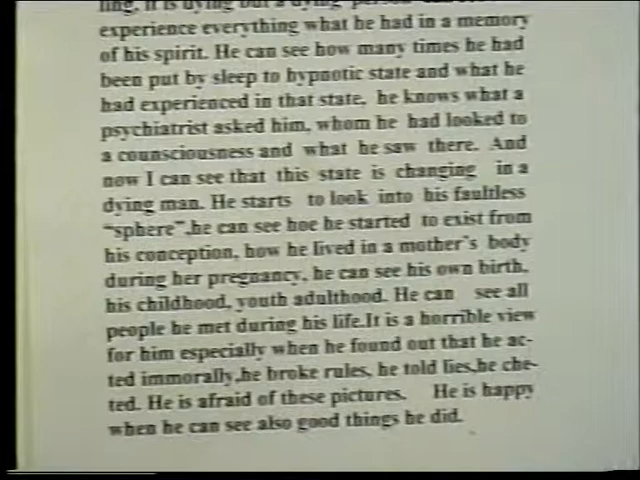 ling, it is dying but a dying person can
experience everything what he had in a memory
of his spirit. He can see how many times he had
been put by sleep to hypnotic state and what he
had experienced in that state, he knows what a
psychiatrist asked him, whom he had looked to
a counsciousness and what he saw there. And
now I can see that this state is changing in a
dying man. He starts to look into his faultless
"sphere",he can see hoe he started to exist from
his conception, how he lived in a mother's body
during her pregnancy, he can see his own birth,
his childhood, youth adulthood. He can see all
people he met during his life.It is a horrible view
for him especially when he found out that he ac-
ted immorally,he broke rules, he told lies,he che-
ted. He is afraid of these pictures. He is happy
when he can see also good things he did.